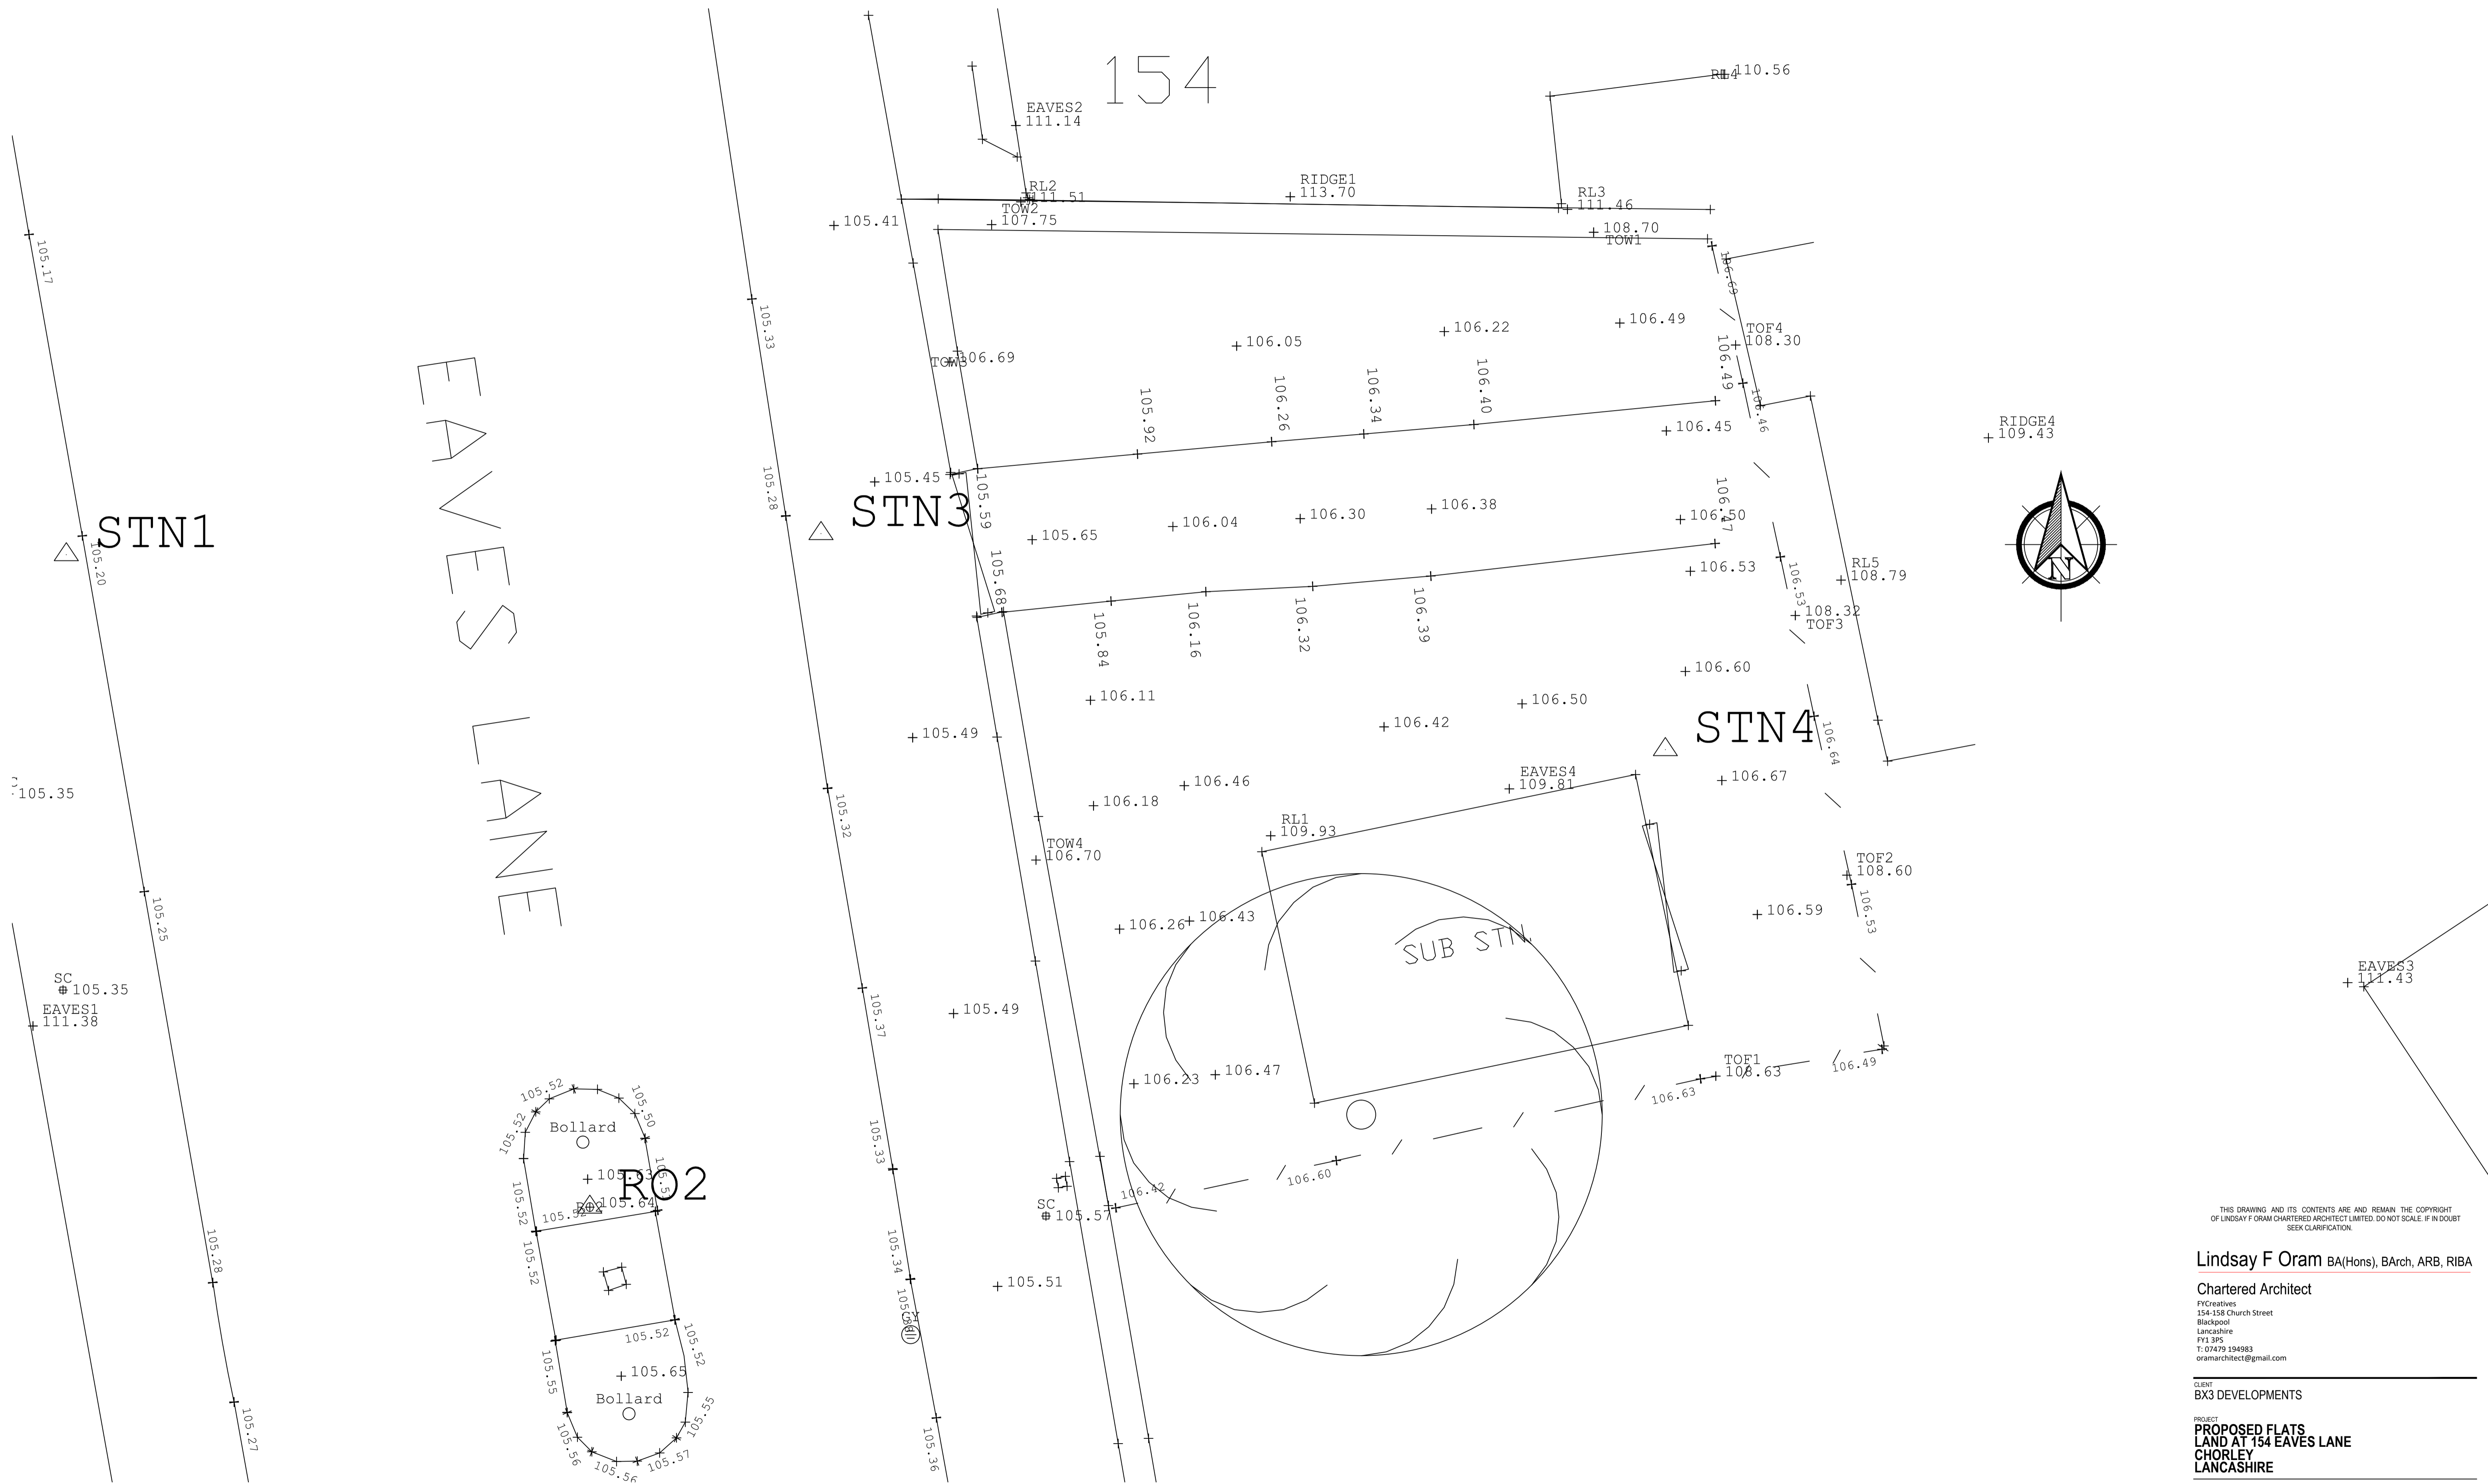 154
RL4 110.56
EAVES2
111.14
RL2
111.51
RIDGE1
113.70
RL3
111.46
TOW2
107.75
105.41
108.70
TOW1
105.17
106.69
105.33
106.49
106.22
106.05
TOF4
108.30
106.49
TOW3
106.69
EAVES LANE
105.92
106.26
106.34
106.40
106.46
106.45
RIDGE4
109.43
105.28
105.45
STN3
105.59
STN1
105.20
105.65
106.04
106.30
106.38
106.50
106.47
N
105.68
106.53
106.53
RL5
108.79
108.32
TOF3
105.84
106.16
106.32
106.39
106.60
106.11
106.42
106.50
STN4
106.64
105.49
105.35
106.46
106.18
EAVES4
109.81
106.67
105.32
RL1
109.93
TOW4
106.70
TOF2
108.60
105.25
106.26
106.43
SUB STN
106.59
106.53
SC
105.35
EAVES1
111.38
105.37
105.49
EAVES3
111.43
TOF1
108.63
106.49
106.23
106.47
106.63
105.52
105.50
105.52
Bollard
105.33
105.63
RO2
105.64
105.52
105.52
106.60
106.42
SC
105.57
105.52
105.28
105.34
105.51
105.52
105.52
105.65
Bollard
105.55
105.55
105.56
105.56
105.57
105.27
105.36
THIS DRAWING AND ITS CONTENTS ARE AND REMAIN THE COPYRIGHT
OF LINDSAY F ORAM CHARTERED ARCHITECT LIMITED. DO NOT SCALE. IF IN DOUBT
SEEK CLARIFICATION.
Lindsay F Oram BA(Hons), BArch, ARB, RIBA
Chartered Architect
FYCreatives
154-158 Church Street
Blackpool
Lancashire
FY1 3PS
T: 07479 194983
oramarchitect@gmail.com
CLIENT
BX3 DEVELOPMENTS
PROJECT
PROPOSED FLATS
LAND AT 154 EAVES LANE
CHORLEY
LANCASHIRE